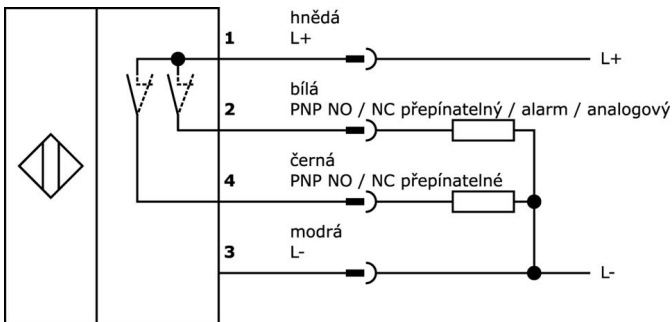 hnědá
1 L+
L+
bílá
2 PNP NO / NC přepínatelný / alarm / analogový
černá
4 PNP NO / NC přepínatelné
modrá
3 L-
L-